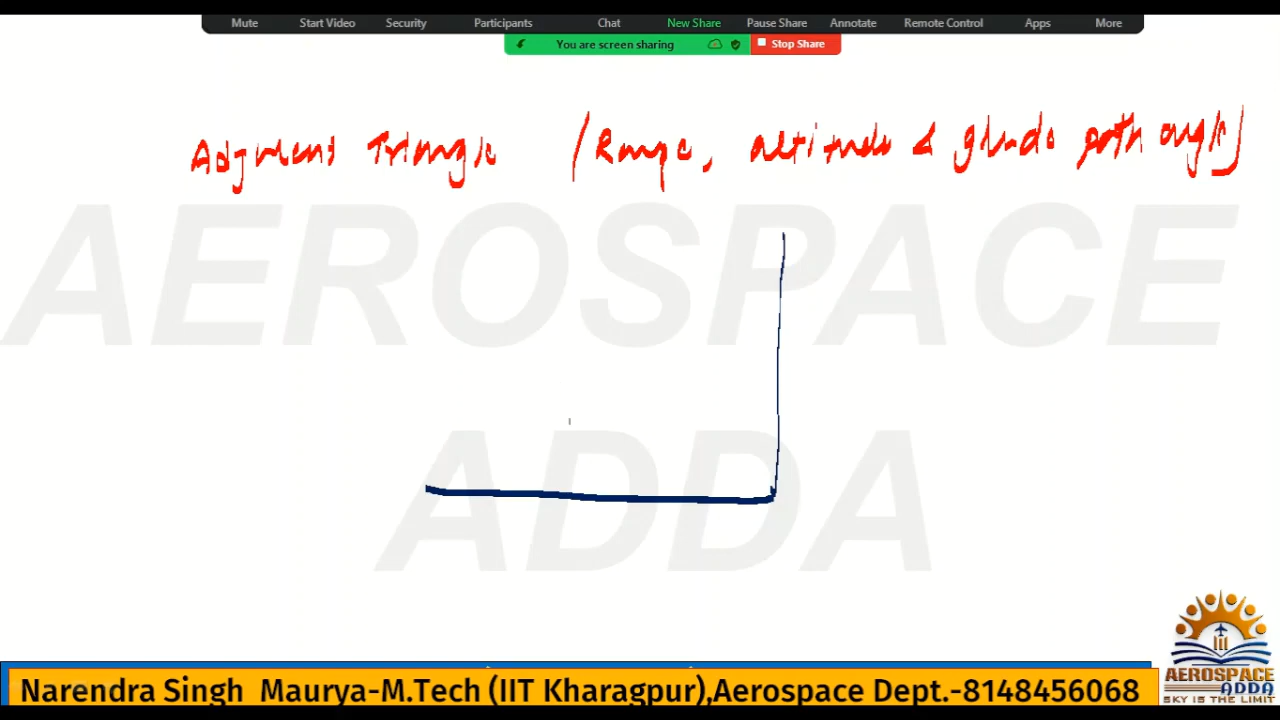 Mute Start Video Security Participants Chat New Share Pause Share Annotate Remote Control Apps More
You are screen sharing Stop Share
Triangle (Range, altitude & glide path angle)
AEROSPACE
ADDA
Narendra Singh Maurya-M.Tech (IIT Kharagpur),Aerospace Dept.-8148456068
AEROSPACE
ADDA
SKY IS THE LIMIT